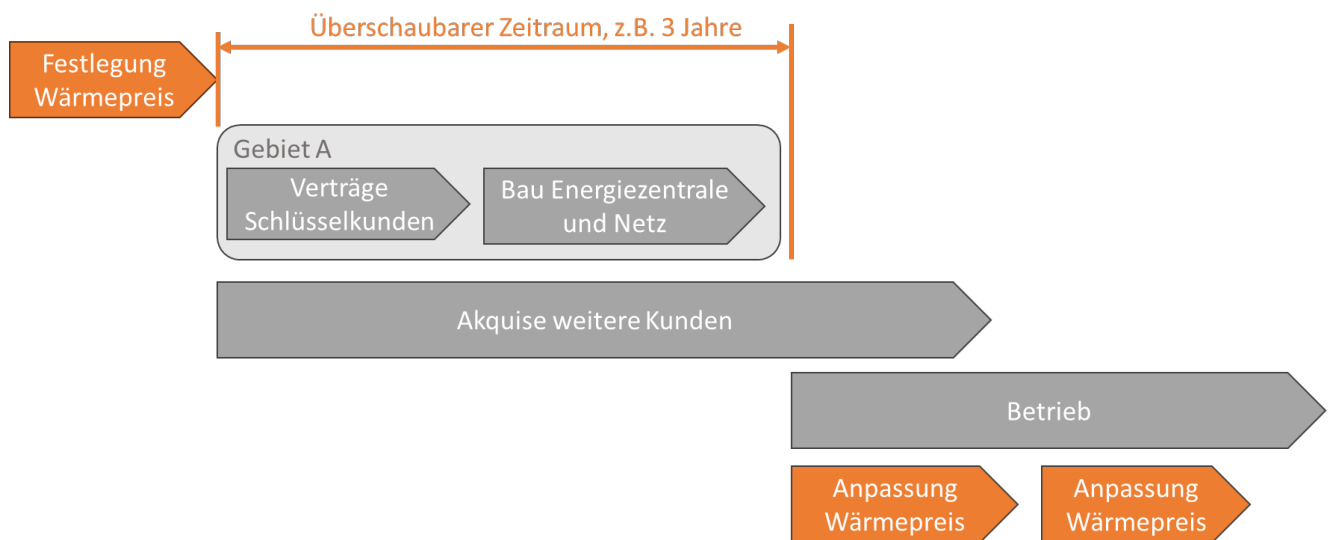 Überschaubarer Zeitraum, z.B. 3 Jahre
Festlegung
Wärmepreis
Gebiet A
Verträge
Schlüsselkunden
Bau Energiezentrale
und Netz
Akquise weitere Kunden
Betrieb
Anpassung
Wärmepreis
Anpassung
Wärmepreis